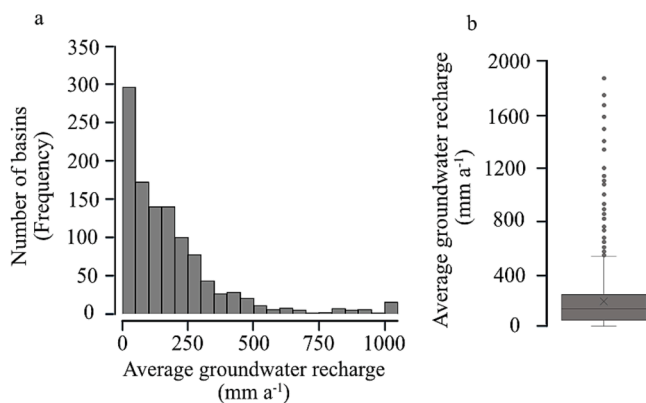 a
350
300
250
200
150
100
50
0
Number of basins
(Frequency)
0 250 500 750 1000
Average groundwater recharge
(mm a-1)
b
2000
1600
1200
800
400
0
Average groundwater recharge
(mm a-1)